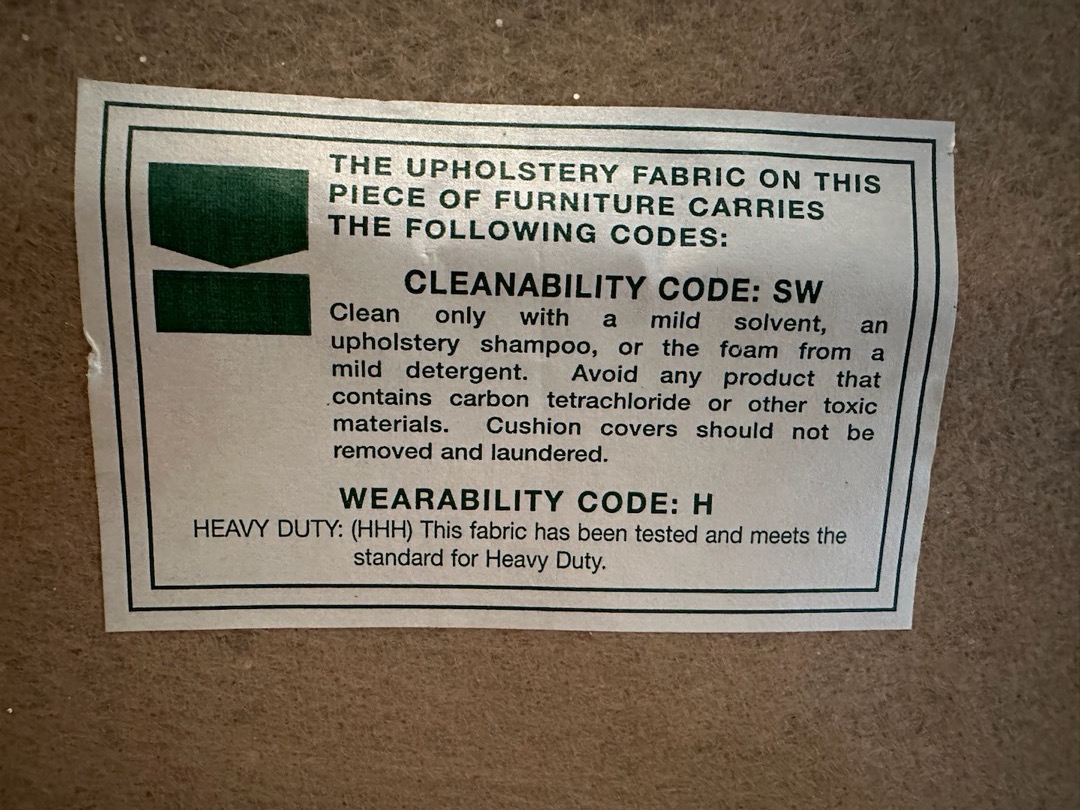 THE UPHOLSTERY FABRIC ON THIS
PIECE OF FURNITURE CARRIES
THE FOLLOWING CODES:
CLEANABILITY CODE: SW
Clean only with a mild solvent, an
upholstery shampoo, or the foam from a
mild detergent. Avoid any product that
contains carbon tetrachloride or other toxic
materials. Cushion covers should not be
removed and laundered.
WEARABILITY CODE: H
HEAVY DUTY: (HHH) This fabric has been tested and meets the
standard for Heavy Duty.